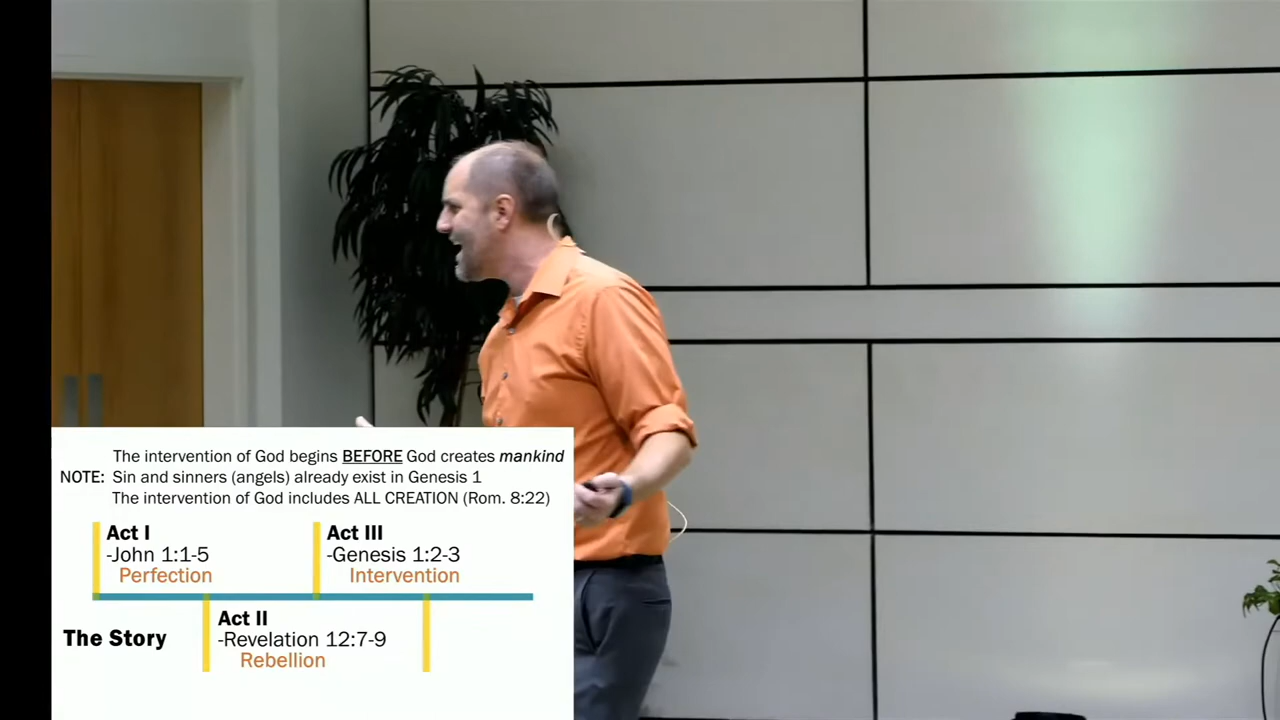 The intervention of God begins BEFORE God creates mankind
NOTE: Sin and sinners (angels) already exist in Genesis 1
The intervention of God includes ALL CREATION (Rom. 8:22)
Act I
-John 1:1-5
Perfection
Act III
-Genesis 1:2-3
Intervention
The Story
Act II
-Revelation 12:7-9
Rebellion